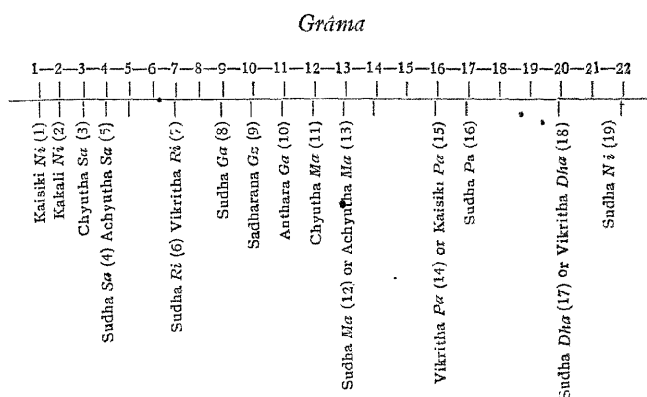 Grâma
1—2—3—4—5—6—7—8—9—10—11—12—13—14—15—16—17—18—19—20—21—22
Kaisiki Ni (1)
Kakali Ni (2)
Chyutha Sa (3)
Sudha Sa (4) Achyutha Sa (5)
Sudha Ri (6) Vikritha Ri (7)
Sudha Ga (8)
Sadharana Ga (9)
Anthara Ga (10)
Chyutha Ma (11)
Sudha Ma (12) or Achyutha Ma (13)
Vikritha Pa (14) or Kaisiki Pa (15)
Sudha Pa (16)
Sudha Dha (17) or Vikritha Dha (18)
Sudha Ni (19)